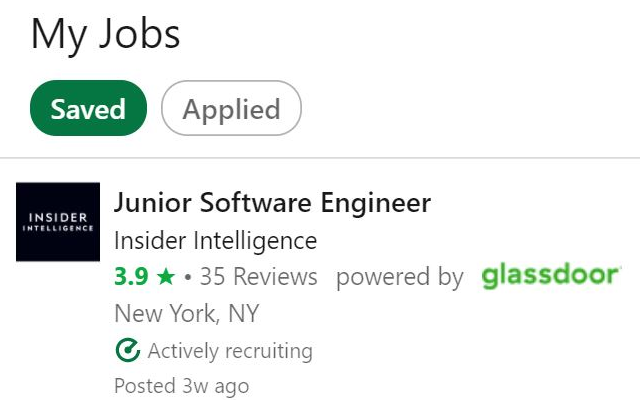 My Jobs
Saved Applied
INSIDER
INTELLIGENCE
Junior Software Engineer
Insider Intelligence
3.9 ★ • 35 Reviews powered by glassdoor
New York, NY
Actively recruiting
Posted 3w ago